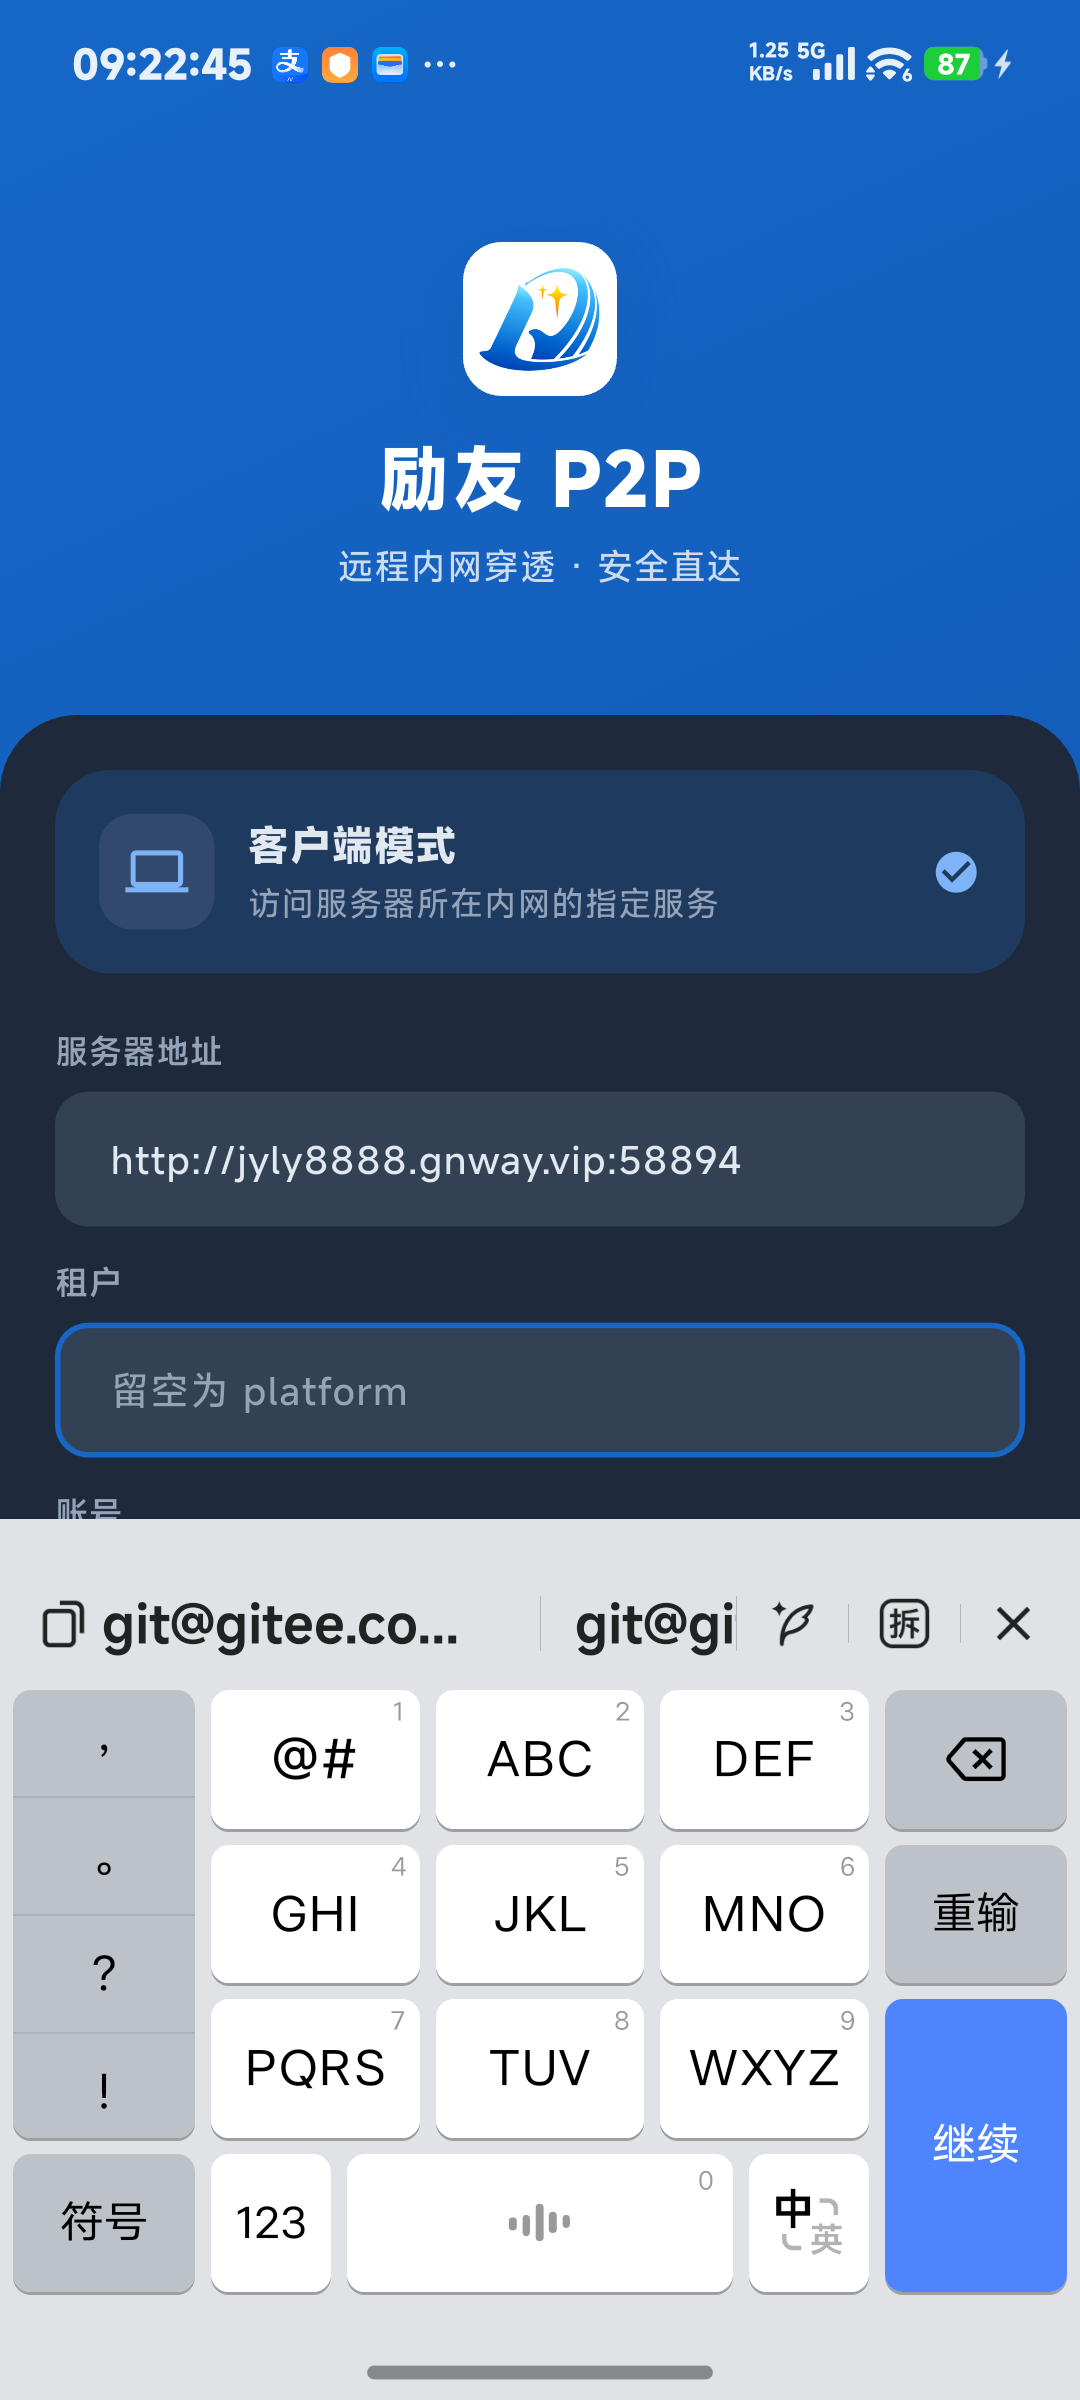 09:22:45
1.25 KB/s 5G
6
87
励友 P2P
远程内网穿透 · 安全直达
客户端模式
访问服务器所在内网的指定服务
服务器地址
http://jyly8888.gnway.vip:58894
租户
留空为 platform
账号
git@gitee.co...
git@gi
拆
，
@# 1
ABC 2
DEF 3
。
GHI 4
JKL 5
MNO 6
重输
？
PQRS 7
TUV 8
WXYZ 9
！
继续
符号
123
0
中
英